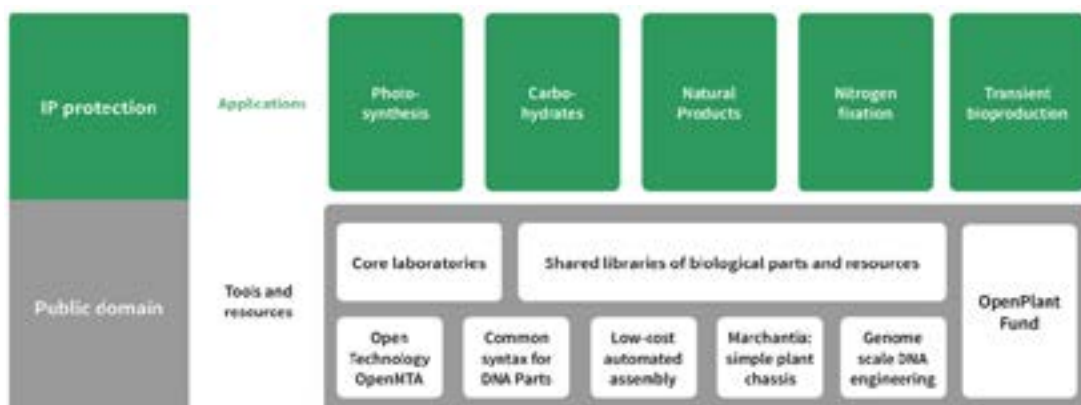 IP protection
Applications
Photo-
synthesis
Carbo-
hydrates
Natural
Products
Nitrogen
fixation
Transient
bioproduction
Public domain
Tools and
resources
Core laboratories
Shared libraries of biological parts and resources
OpenPlant
Fund
Open
Technology
OpenMTA
Common
syntax for
DNA Parts
Low-cost
automated
assembly
Marchantia:
simple plant
chassis
Genome
scale DNA
engineering